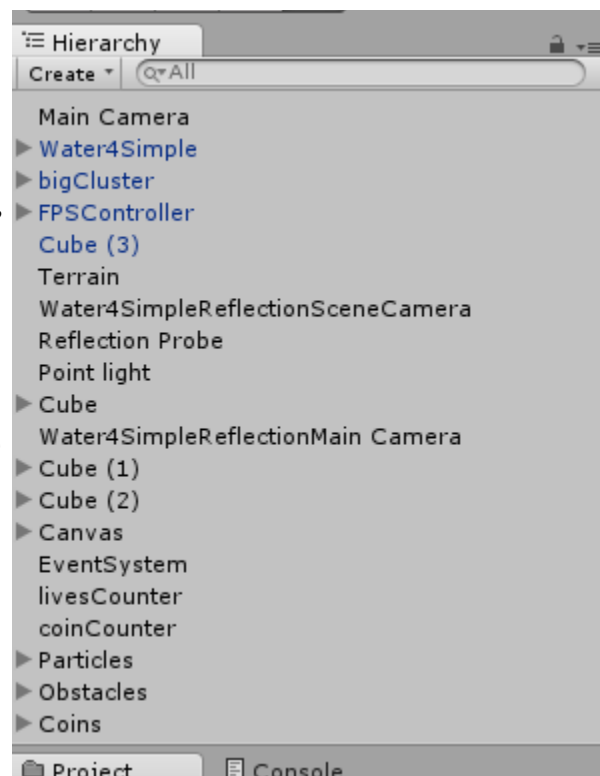 Hierarchy
Create All
Main Camera
Water4Simple
bigCluster
FPSController
Cube (3)
Terrain
Water4SimpleReflectionSceneCamera
Reflection Probe
Point light
Cube
Water4SimpleReflectionMain Camera
Cube (1)
Cube (2)
Canvas
EventSystem
livesCounter
coinCounter
Particles
Obstacles
Coins
Project Console